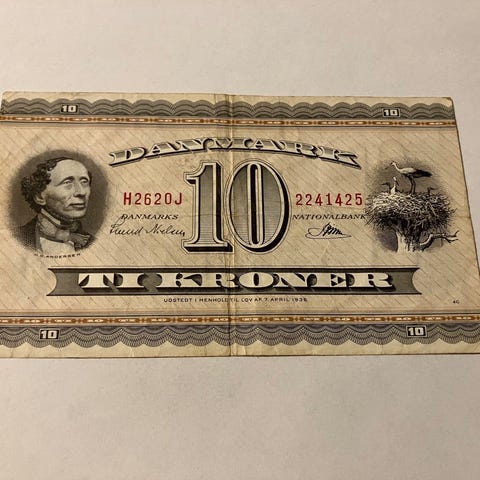 10 10
DANMARK
H2620J 10 2241425
DANMARKS NATIONALBANK
H.C. ANDERSEN
TI KRONER
UDSTEDT I HENHOLD TIL LOV AF 7. APRIL 1936
10 10